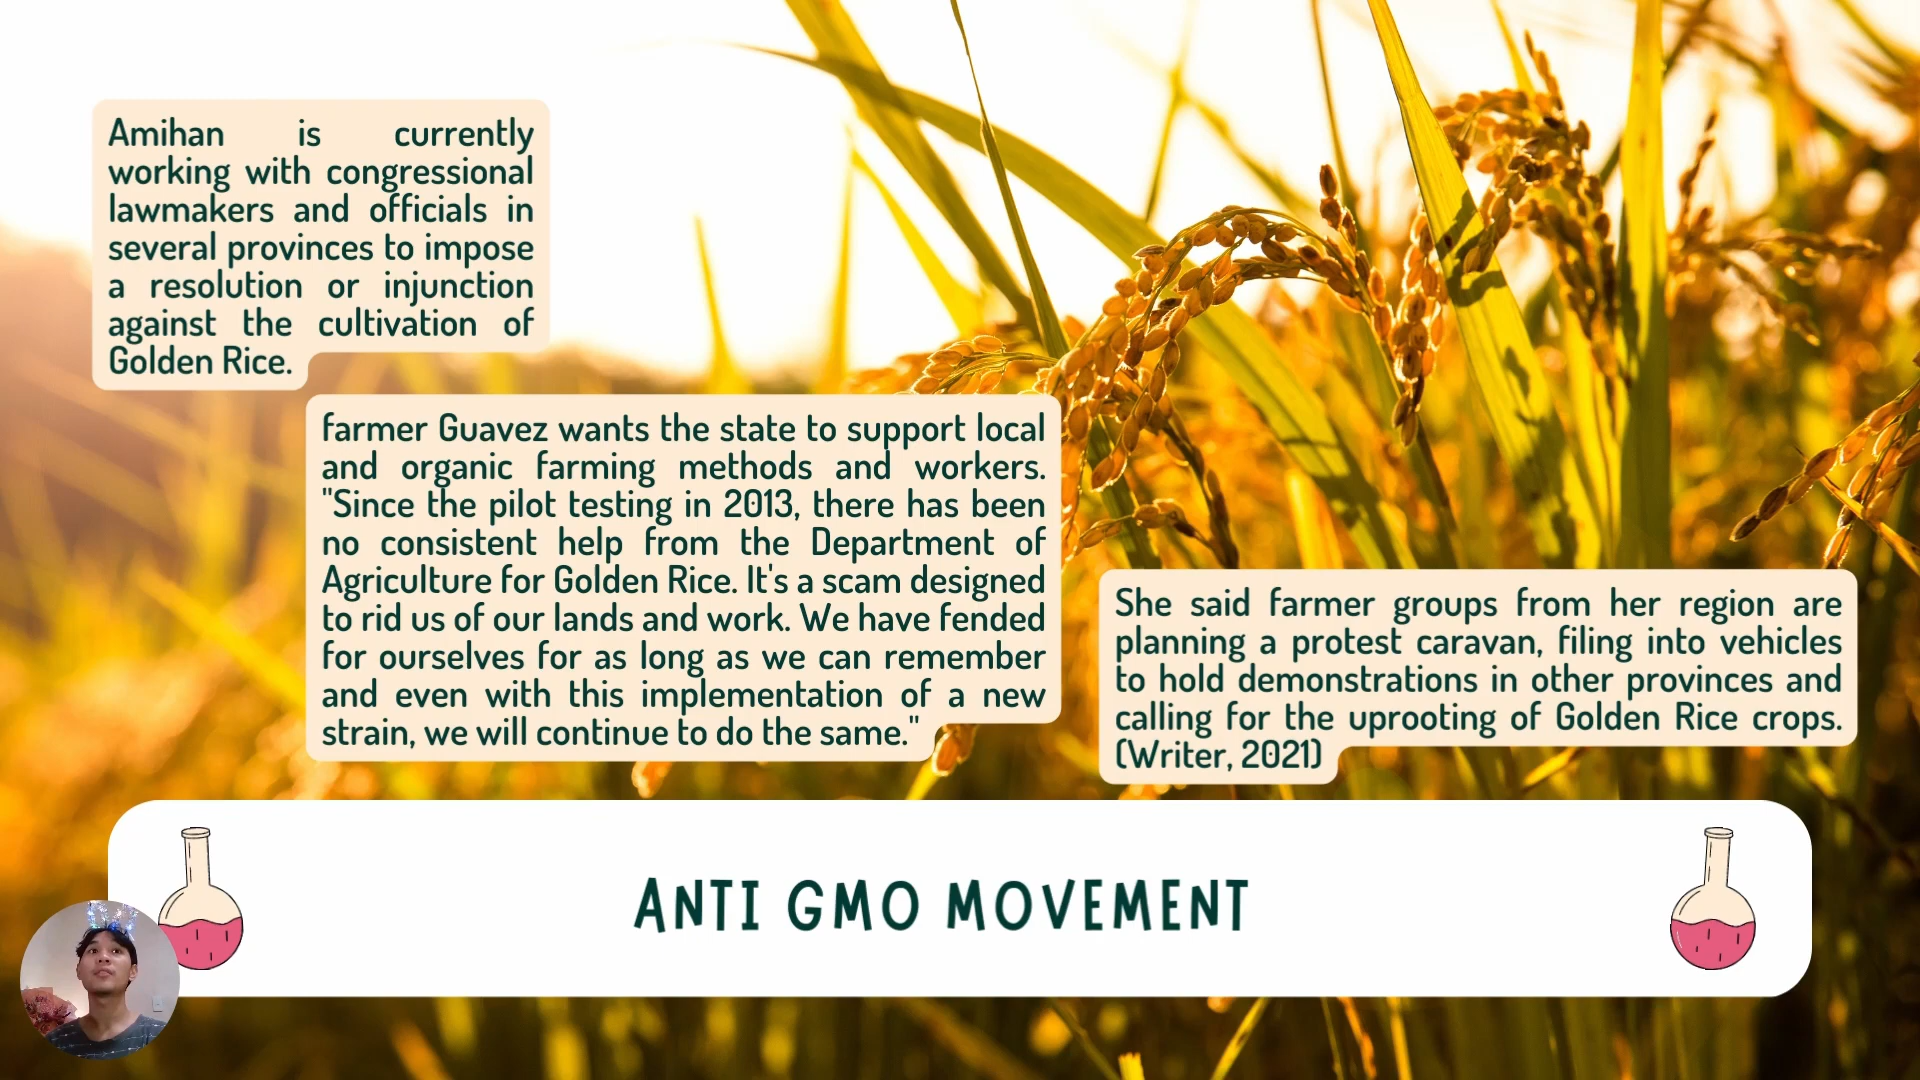 Amihan is currently
working with congressional
lawmakers and officials in
several provinces to impose
a resolution or injunction
against the cultivation of
Golden Rice.
farmer Guavez wants the state to support local
and organic farming methods and workers.
"Since the pilot testing in 2013, there has been
no consistent help from the Department of
Agriculture for Golden Rice. It's a scam designed
to rid us of our lands and work. We have fended
for ourselves for as long as we can remember
and even with this implementation of a new
strain, we will continue to do the same."
She said farmer groups from her region are
planning a protest caravan, filing into vehicles
to hold demonstrations in other provinces and
calling for the uprooting of Golden Rice crops.
(Writer, 2021)
ANTI GMO MOVEMENT